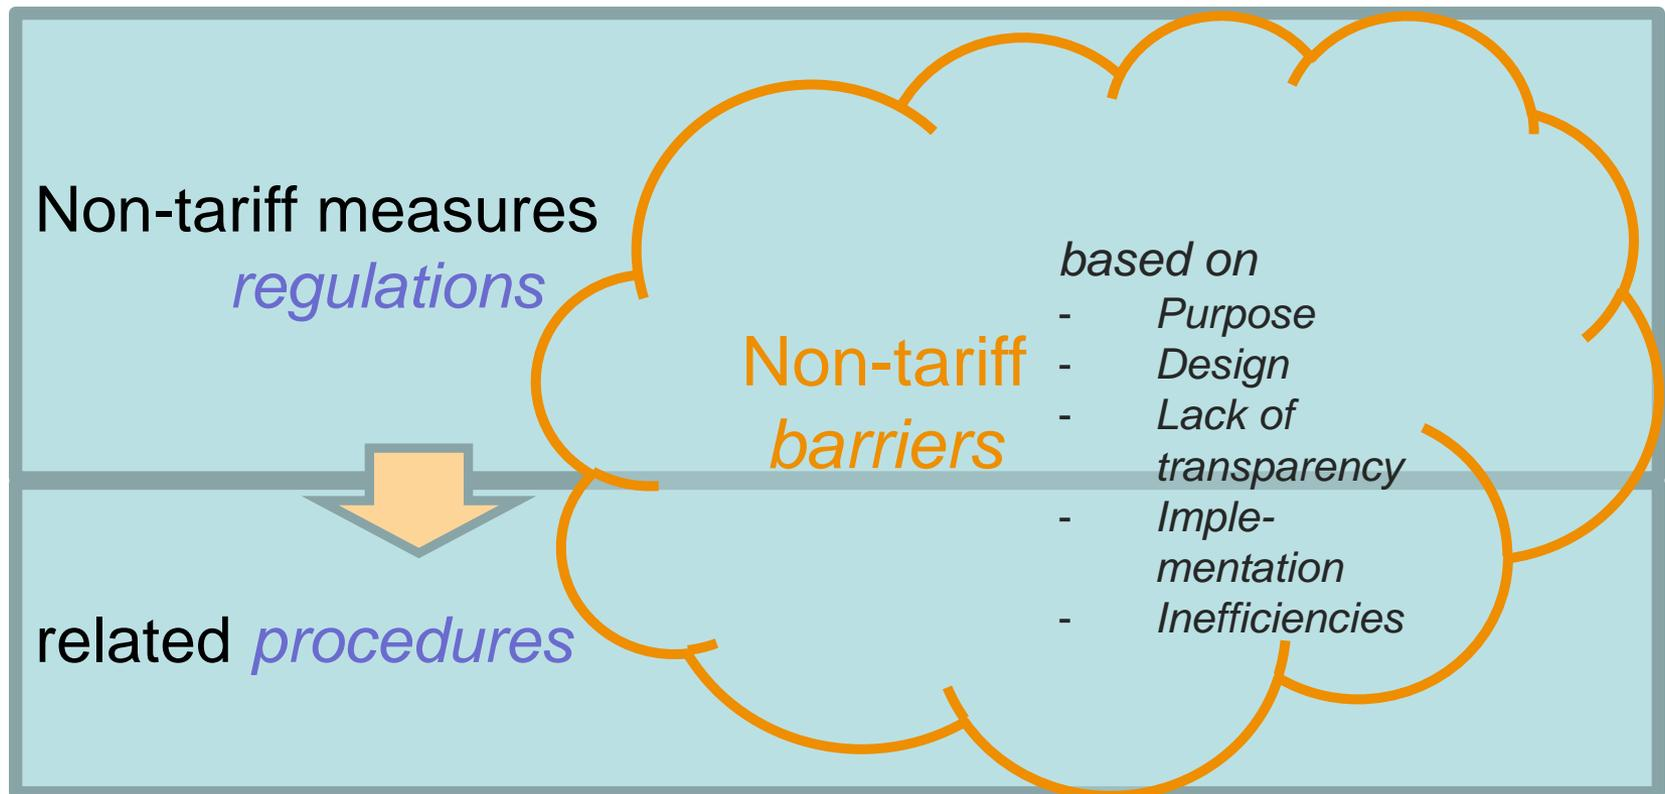 Non-tariff measures
regulations
related procedures
Non-tariff
barriers
based on
- Purpose
- Design
- Lack of
transparency
- Imple-
mentation
- Inefficiencies